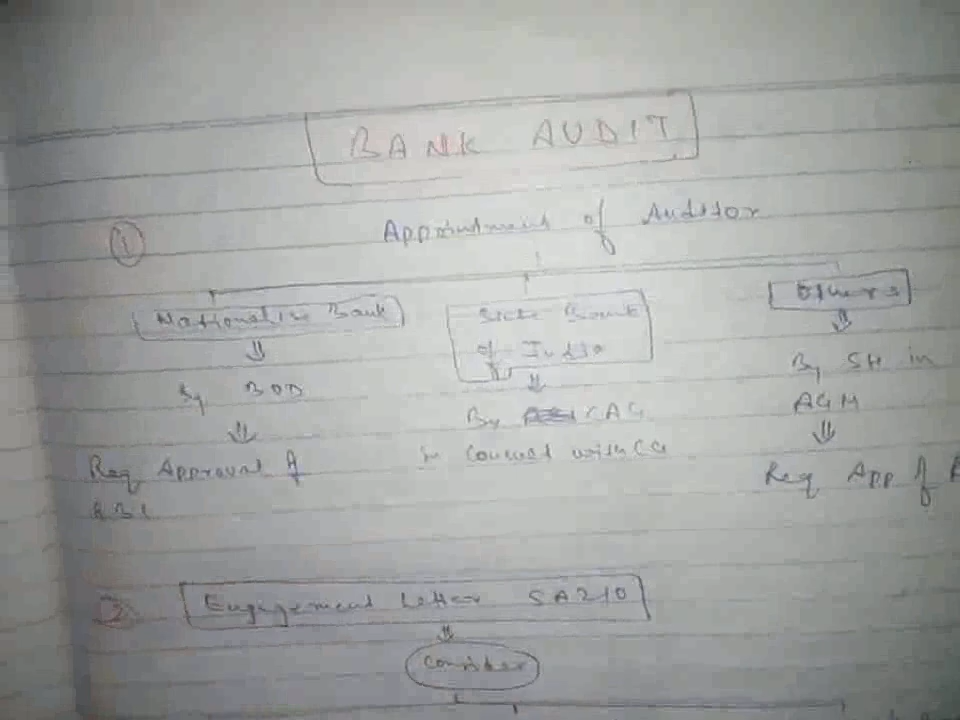 BANK AUDIT
① Appointment of Auditor
Nationalise Bank
State Bank
of India
Others
⇓
⇓
⇓
By BOD
By CAG
By SH in
AGM
⇓
⇓
in consul with CG
Req Approval of
RBI
Req App of R
② Engagement Letter SA210
⇓
Consider